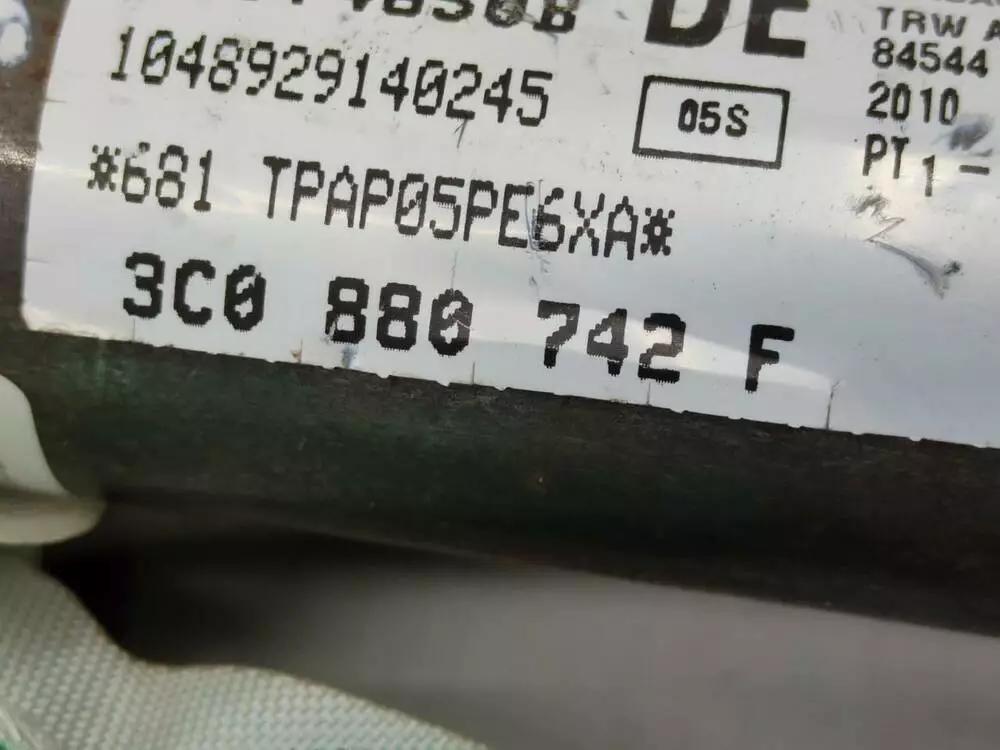 DE
TRW A
84544
2010
PT1-
1048929140245
05S
*681 TPAP05PE6XA*
3C0 880 742 F